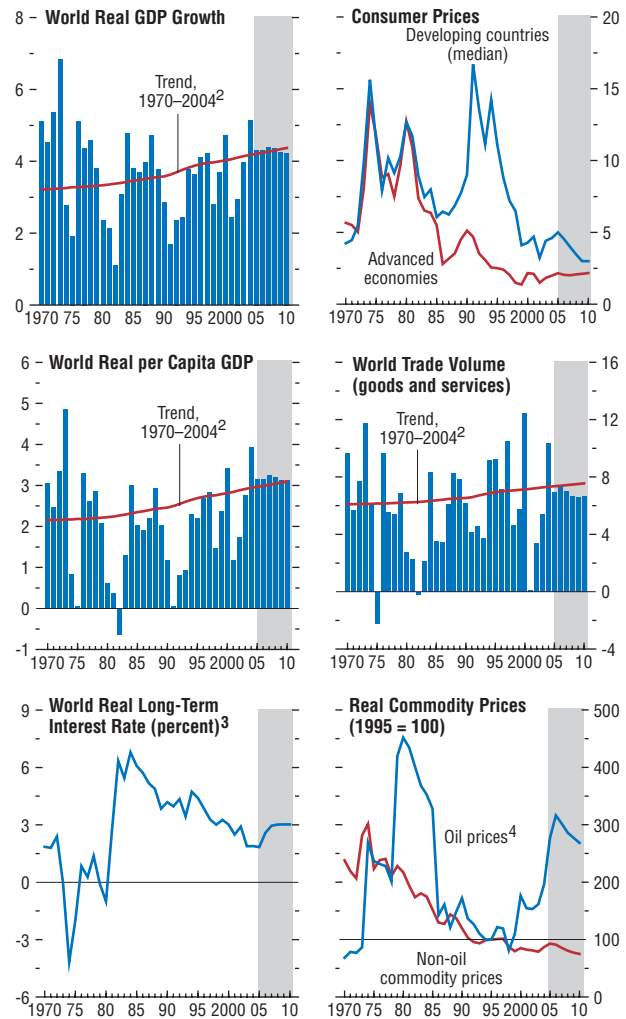 World Real GDP Growth
8
6
4
2
0
Trend,
1970–2004²
1970 75 80 85 90 95 2000 05 10
Consumer Prices
20
15
10
5
0
Developing countries
(median)
Advanced
economies
1970 75 80 85 90 95 2000 05 10
World Real per Capita GDP
6
5
4
3
2
1
0
-1
Trend,
1970–2004²
1970 75 80 85 90 95 2000 05 10
World Trade Volume
(goods and services)
16
12
8
4
0
-4
Trend,
1970–2004²
1970 75 80 85 90 95 2000 05 10
World Real Long-Term
Interest Rate (percent)³
9
6
3
0
-3
-6
1970 75 80 85 90 95 2000 05 10
Real Commodity Prices
(1995 = 100)
500
400
300
200
100
0
Oil prices⁴
Non-oil
commodity prices
1970 75 80 85 90 95 2000 05 10